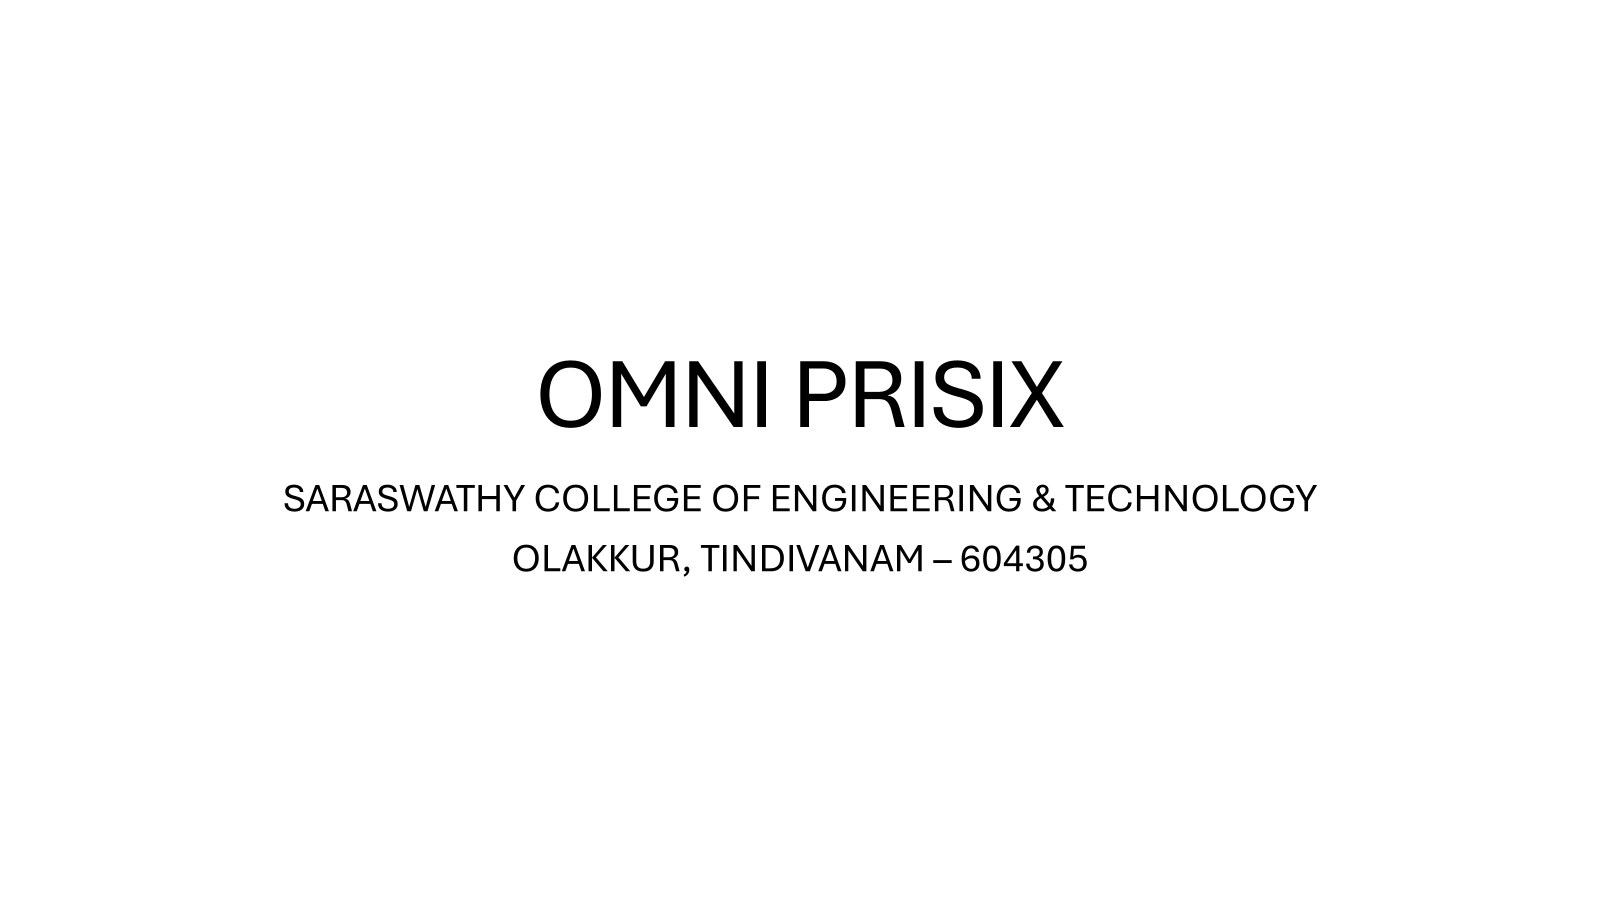 OMNI PRISIX
SARASWATHY COLLEGE OF ENGINEERING & TECHNOLOGY
OLAKKUR, TINDIVANAM – 604305